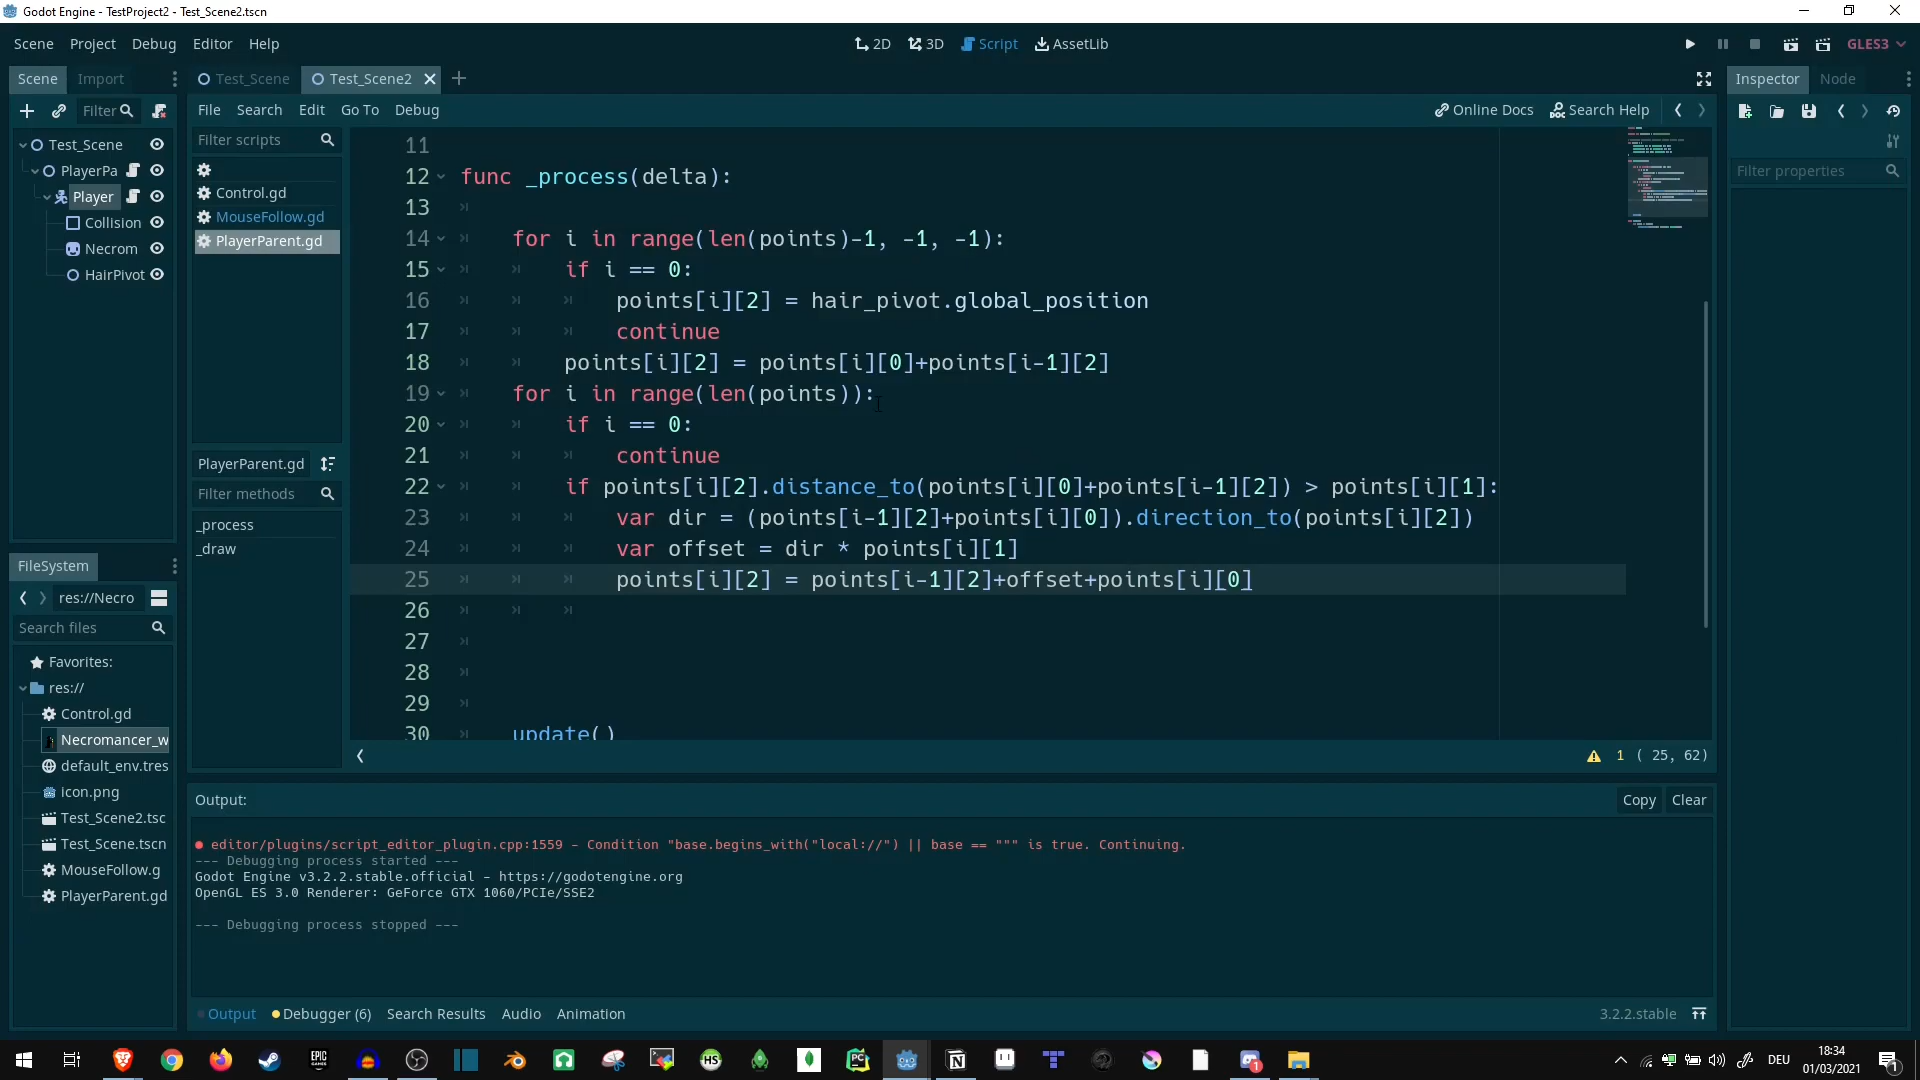 Godot Engine - TestProject2 - Test_Scene2.tscn
Scene Project Debug Editor Help
2D 3D Script AssetLib
GLES3
Scene Import
Test_Scene Test_Scene2
Inspector Node
Filter
File Search Edit Go To Debug
Online Docs Search Help
Filter scripts
Control.gd
MouseFollow.gd
PlayerParent.gd
Test_Scene
PlayerPa
Player
Collision
Necrom
HairPivot
Filter properties
11
12 func _process(delta):
13
14 for i in range(len(points)-1, -1, -1):
15 if i == 0:
16 points[i][2] = hair_pivot.global_position
17 continue
18 points[i][2] = points[i][0]+points[i-1][2]
19 for i in range(len(points)):
20 if i == 0:
21 continue
22 if points[i][2].distance_to(points[i][0]+points[i-1][2]) > points[i][1]:
23 var dir = (points[i-1][2]+points[i][0]).direction_to(points[i][2])
24 var offset = dir * points[i][1]
25 points[i][2] = points[i-1][2]+offset+points[i][0]
26
27
28
29
30 update()
PlayerParent.gd
Filter methods
_process
_draw
1 ( 25, 62)
FileSystem
res://Necro
Search files
Favorites:
res://
Control.gd
Necromancer_w
default_env.tres
icon.png
Test_Scene2.tsc
Test_Scene.tscn
MouseFollow.g
PlayerParent.gd
Output:
Copy Clear
editor/plugins/script_editor_plugin.cpp:1559 - Condition "base.begins_with("local://") || base == """ is true. Continuing.
--- Debugging process started ---
Godot Engine v3.2.2.stable.official - https://godotengine.org
OpenGL ES 3.0 Renderer: GeForce GTX 1060/PCIe/SSE2
--- Debugging process stopped ---
Output Debugger (6) Search Results Audio Animation
3.2.2.stable
EPIC
GAMES
HS
PC
DEU
18:34
01/03/2021
1
1